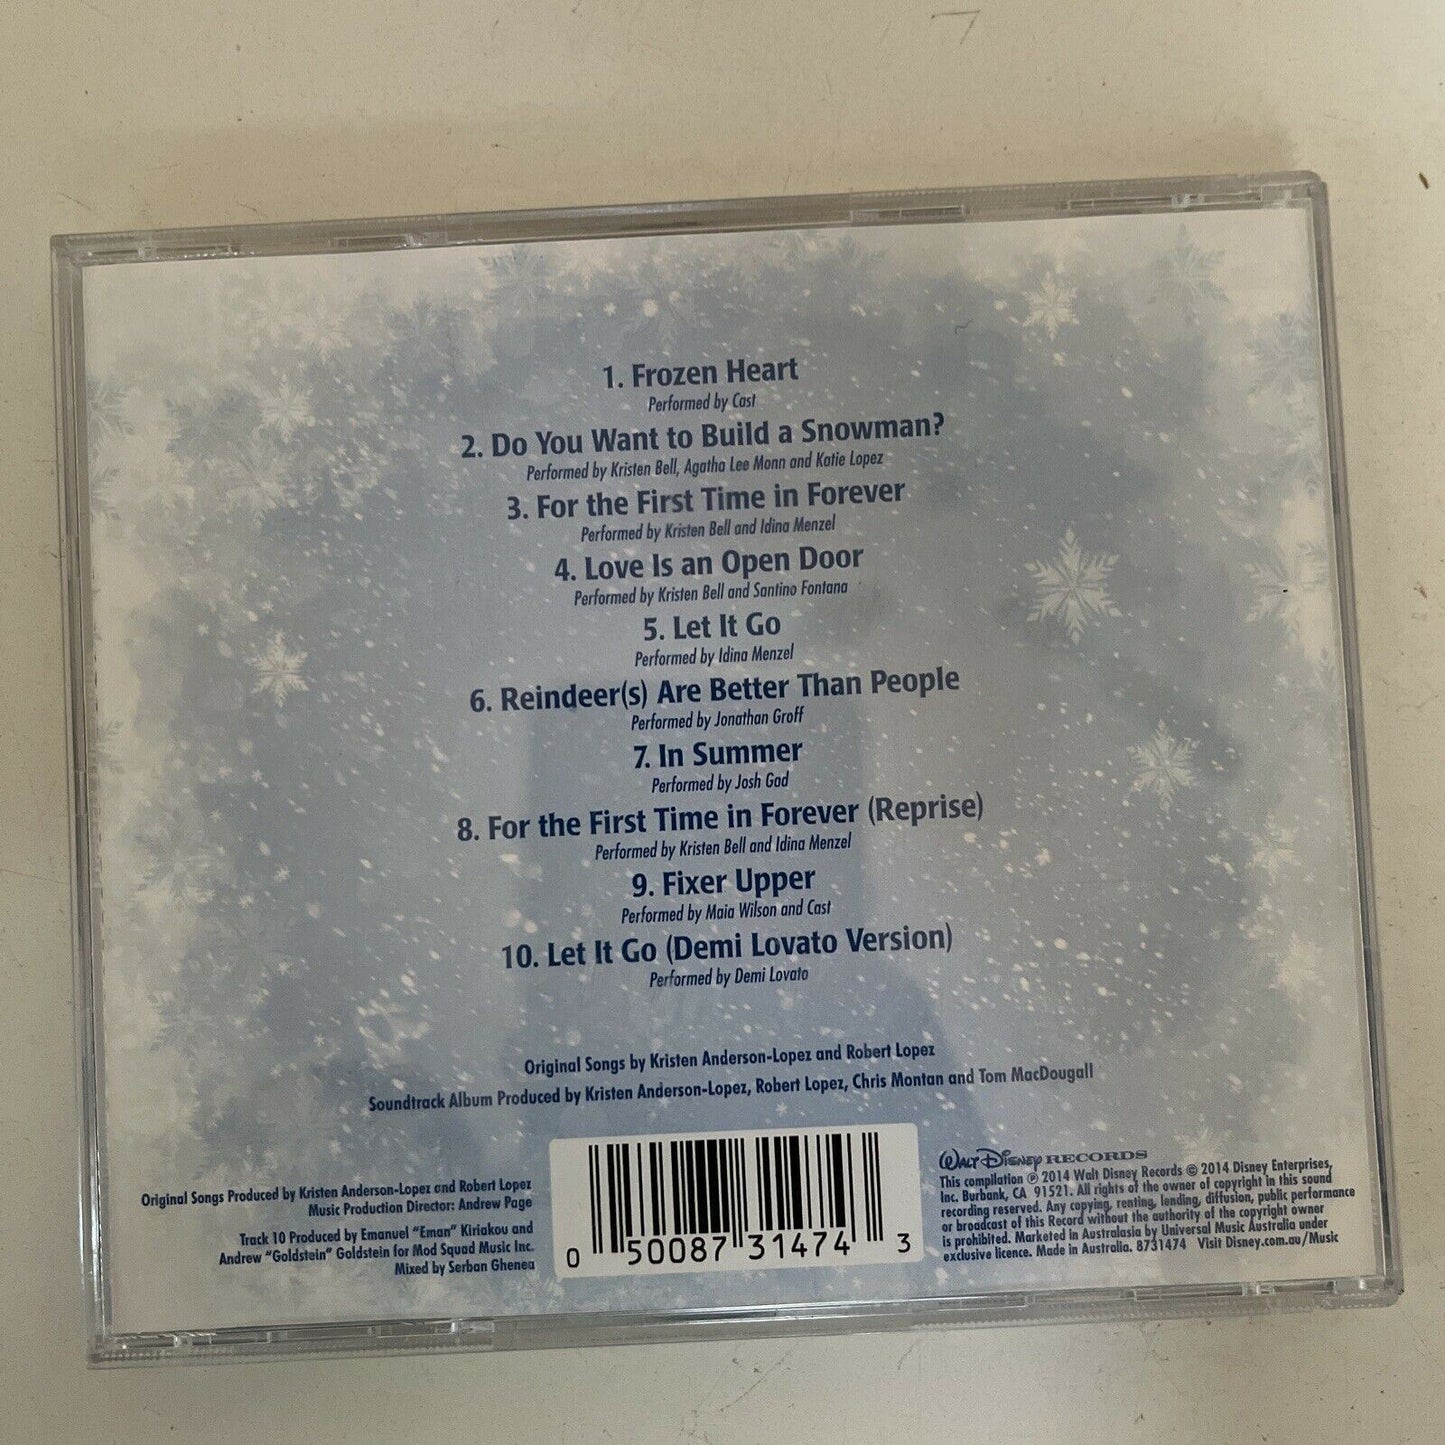 1. Frozen Heart
Performed by Cast
2. Do You Want to Build a Snowman?
Performed by Kristen Bell, Agatha Lee Monn and Katie Lopez
3. For the First Time in Forever
Performed by Kristen Bell and Idina Menzel
4. Love Is an Open Door
Performed by Kristen Bell and Santino Fontana
5. Let It Go
Performed by Idina Menzel
6. Reindeer(s) Are Better Than People
Performed by Jonathan Groff
7. In Summer
Performed by Josh Gad
8. For the First Time in Forever (Reprise)
Performed by Kristen Bell and Idina Menzel
9. Fixer Upper
Performed by Maia Wilson and Cast
10. Let It Go (Demi Lovato Version)
Performed by Demi Lovato
Original Songs by Kristen Anderson-Lopez and Robert Lopez
Soundtrack Album Produced by Kristen Anderson-Lopez, Robert Lopez, Chris Montan and Tom MacDougall
Original Songs Produced by Kristen Anderson-Lopez and Robert Lopez
Music Production Director: Andrew Page
Track 10 Produced by Emanuel "Eman" Kiriakou and
Andrew "Goldstein" Goldstein for Mod Squad Music Inc.
Mixed by Serban Ghenea
0 50087 31474 3
WALT DISNEY RECORDS
This compilation ℗ 2014 Walt Disney Records © 2014 Disney Enterprises,
Inc. Burbank, CA 91521. All rights of the owner of copyright in this sound
recording reserved. Any copying, renting, lending, diffusion, public performance
or broadcast of this Record without the authority of the copyright owner
is prohibited. Marketed in Australasia by Universal Music Australia under
exclusive licence. Made in Australia. 8731474 Visit Disney.com.au/Music